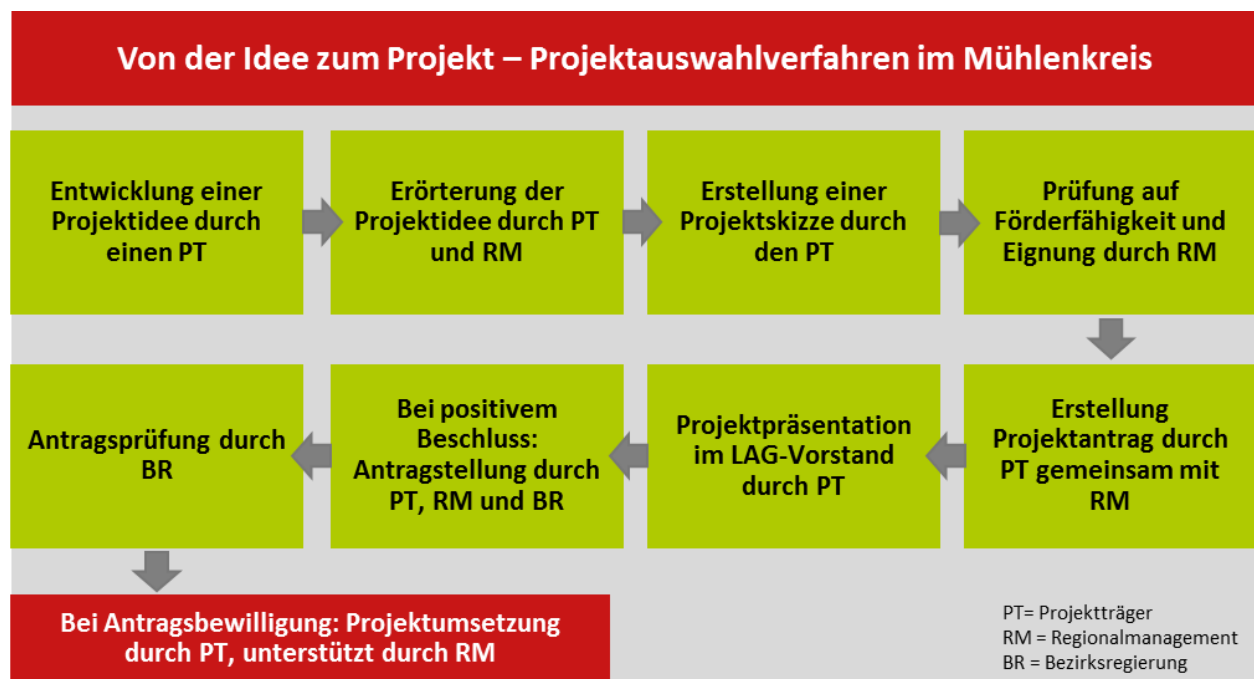 Von der Idee zum Projekt – Projektauswahlverfahren im Mühlenkreis
Entwicklung einer
Projektidee durch
einen PT
Erörterung der
Projektidee durch PT
und RM
Erstellung einer
Projektskizze durch
den PT
Prüfung auf
Förderfähigkeit und
Eignung durch RM
Erstellung
Projektantrag durch
PT gemeinsam mit
RM
Projektpräsentation
im LAG-Vorstand
durch PT
Bei positivem
Beschluss:
Antragstellung durch
PT, RM und BR
Antragsprüfung durch
BR
Bei Antragsbewilligung: Projektumsetzung
durch PT, unterstützt durch RM
PT= Projektträger
RM = Regionalmanagement
BR = Bezirksregierung